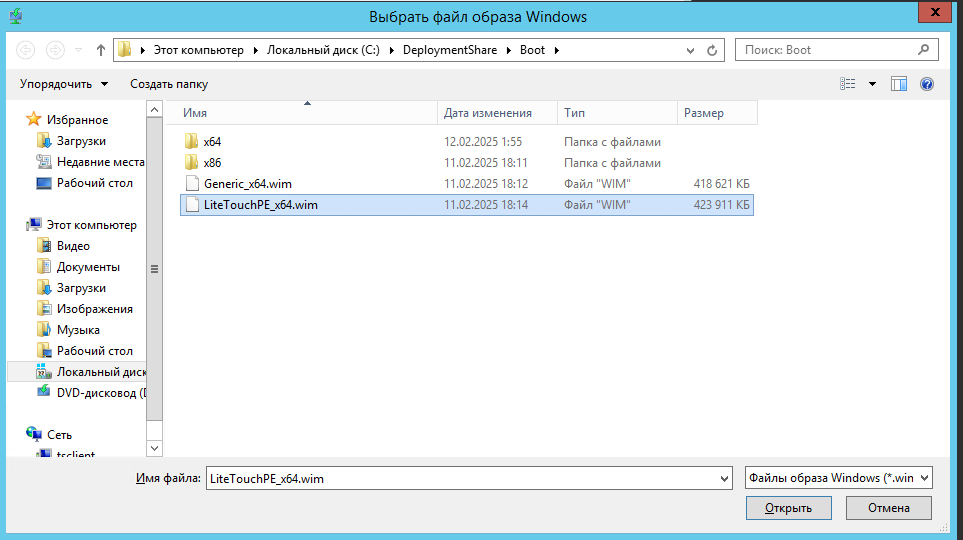 Выбрать файл образа Windows
Этот компьютер Локальный диск (C:) DeploymentShare Boot
Поиск: Boot
Упорядочить Создать папку
Имя Дата изменения Тип Размер
Избранное
Загрузки
Недавние места
Рабочий стол
Этот компьютер
Видео
Документы
Загрузки
Изображения
Музыка
Рабочий стол
Локальный диск
DVD-дисковод (D
Сеть
tsclient
x64 12.02.2025 1:55 Папка с файлами
x86 11.02.2025 18:11 Папка с файлами
Generic_x64.wim 11.02.2025 18:12 Файл "WIM" 418 621 КБ
LiteTouchPE_x64.wim 11.02.2025 18:14 Файл "WIM" 423 911 КБ
Имя файла: LiteTouchPE_x64.wim
Файлы образа Windows (*.win
Открыть Отмена